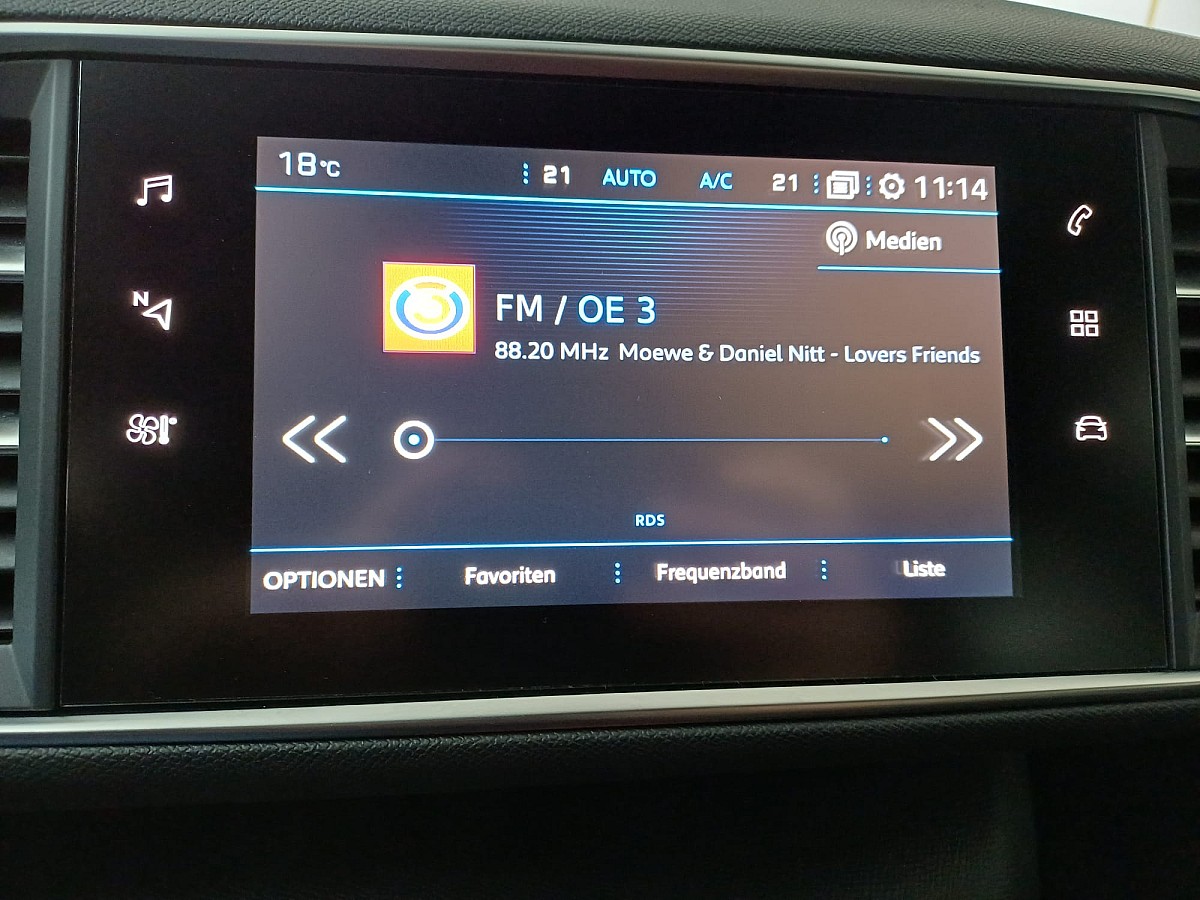 18°C 21 AUTO A/C 21 11:14
Medien
3
FM / OE 3
88.20 MHz Moewe & Daniel Nitt - Lovers Friends
N
RDS
OPTIONEN Favoriten Frequenzband Liste